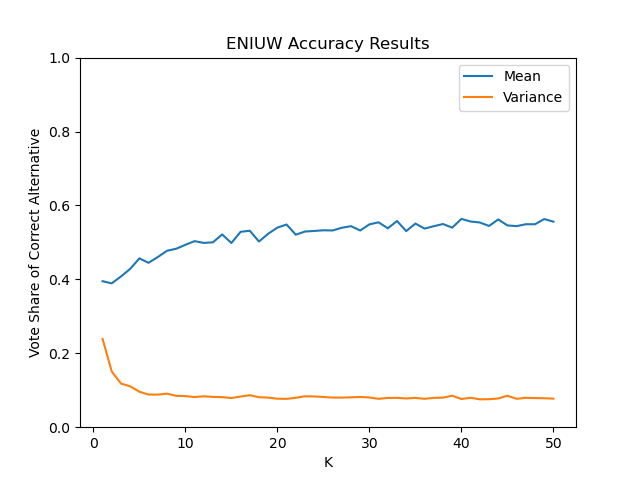 ENIUW Accuracy Results
Mean
Variance
Vote Share of Correct Alternative
1.0
0.8
0.6
0.4
0.2
0.0
0 10 20 30 40 50
K